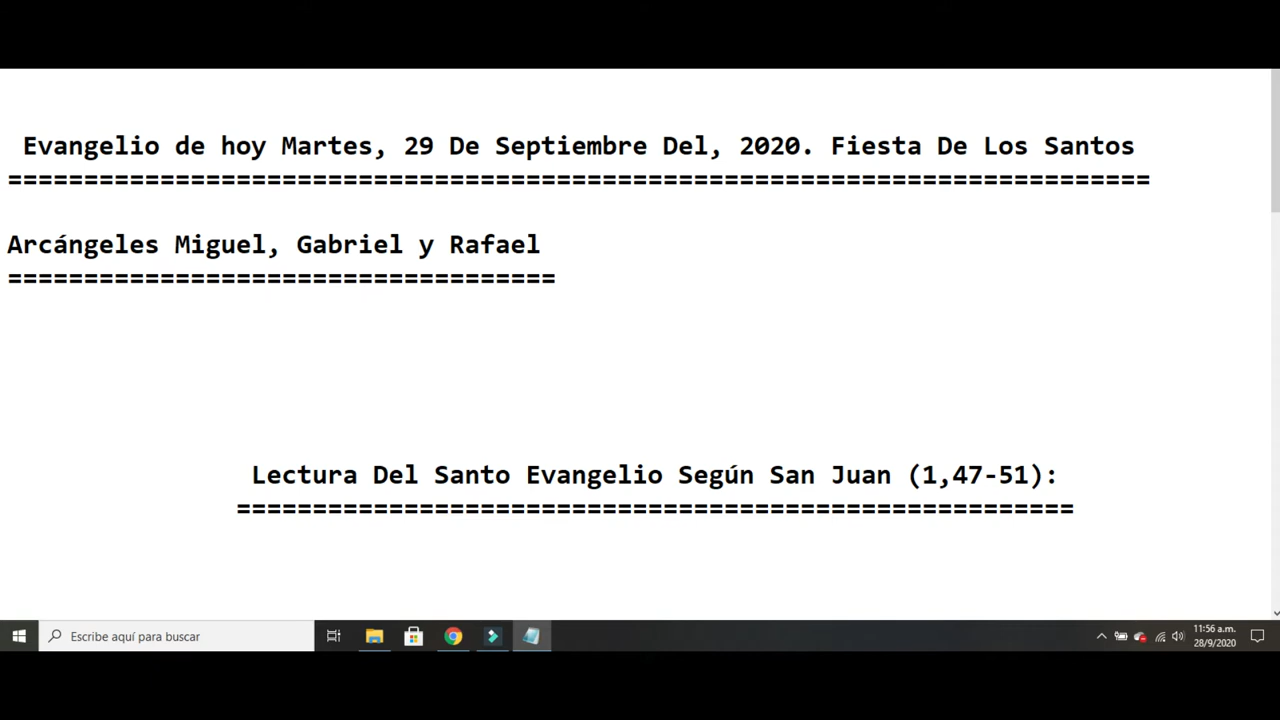 Evangelio de hoy Martes, 29 De Septiembre Del, 2020. Fiesta De Los Santos
===========================================================================
Arcángeles Miguel, Gabriel y Rafael
====================================
Lectura Del Santo Evangelio Según San Juan (1,47-51):
=======================================================
Escribe aquí para buscar
11:56 a.m.
28/9/2020